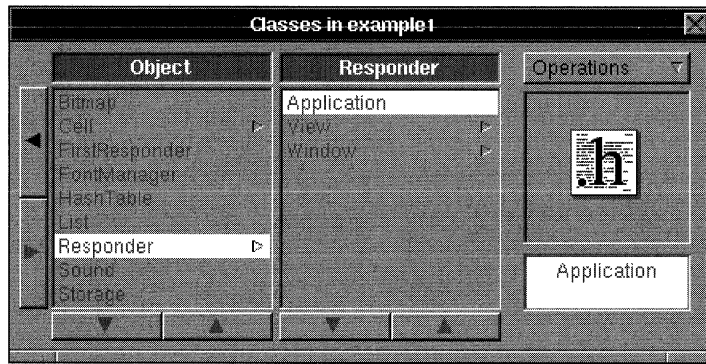 Classes in example1
Object
Responder
Operations
Bitmap
Cell
FirstResponder
FontManager
HashTable
List
Responder
Sound
Storage
Application
View
Window
.h
Application